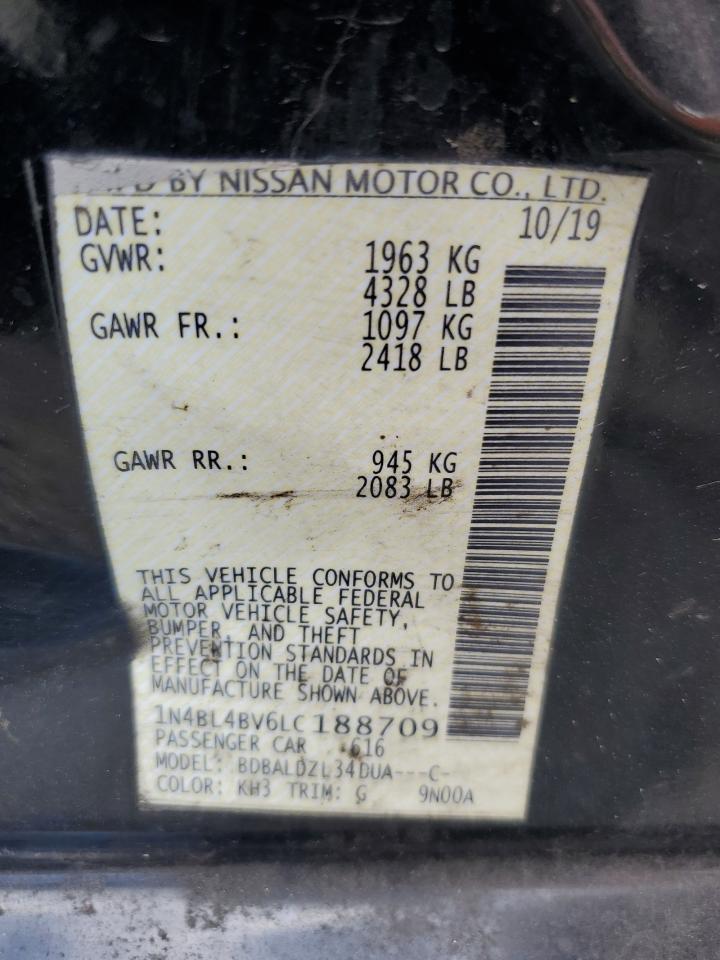 BY NISSAN MOTOR CO., LTD.
DATE: 10/19
GVWR: 1963 KG
4328 LB
GAWR FR.: 1097 KG
2418 LB
GAWR RR.: 945 KG
2083 LB
THIS VEHICLE CONFORMS TO
ALL APPLICABLE FEDERAL
MOTOR VEHICLE SAFETY,
BUMPER, AND THEFT
PREVENTION STANDARDS IN
EFFECT ON THE DATE OF
MANUFACTURE SHOWN ABOVE.
1N4BL4BV6LC188709
PASSENGER CAR 616
MODEL: BDBALDZL34DUA---C-
COLOR: KH3 TRIM: G 9N00A